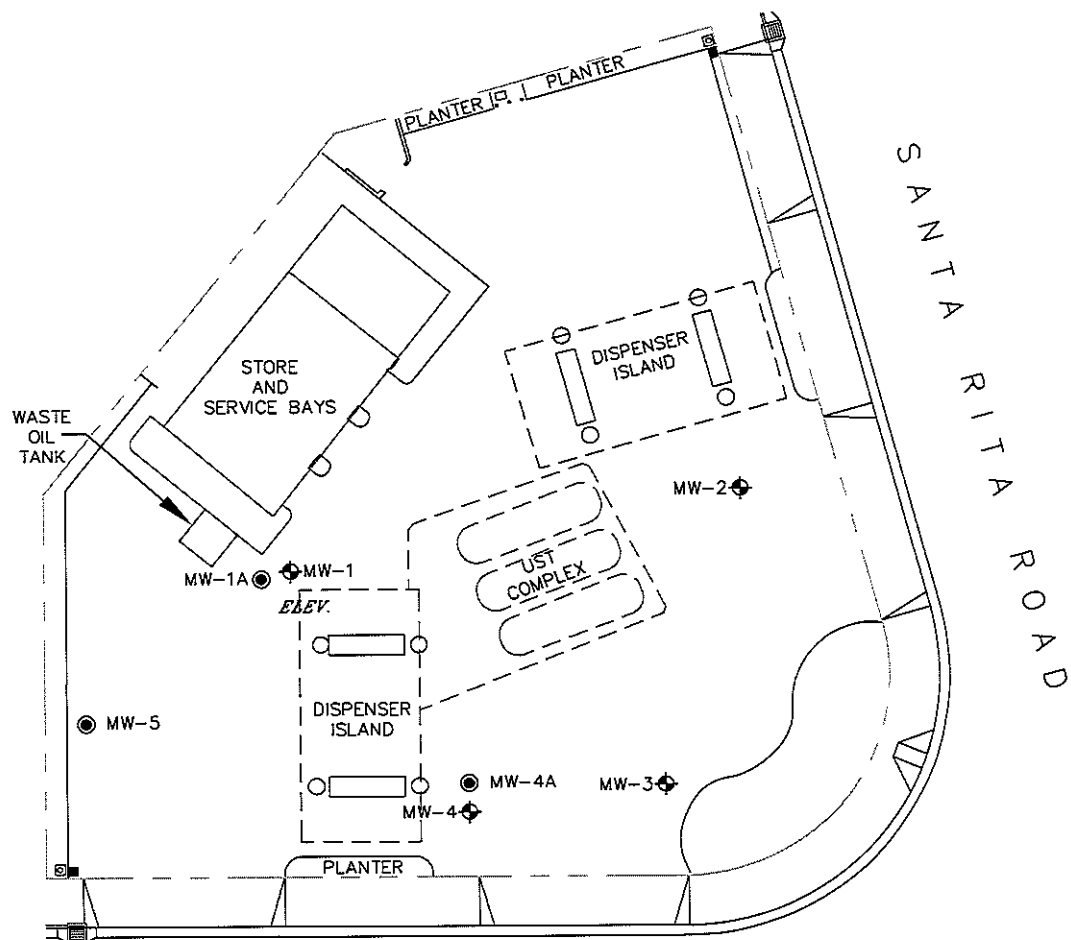 PLANTER
PLANTER
SANTA RITA ROAD
DISPENSER
ISLAND
STORE
AND
SERVICE BAYS
WASTE
OIL
TANK
MW-2
UST
COMPLEX
MW-1A
MW-1
ELEV.
DISPENSER
ISLAND
MW-5
MW-4A
MW-3
MW-4
PLANTER